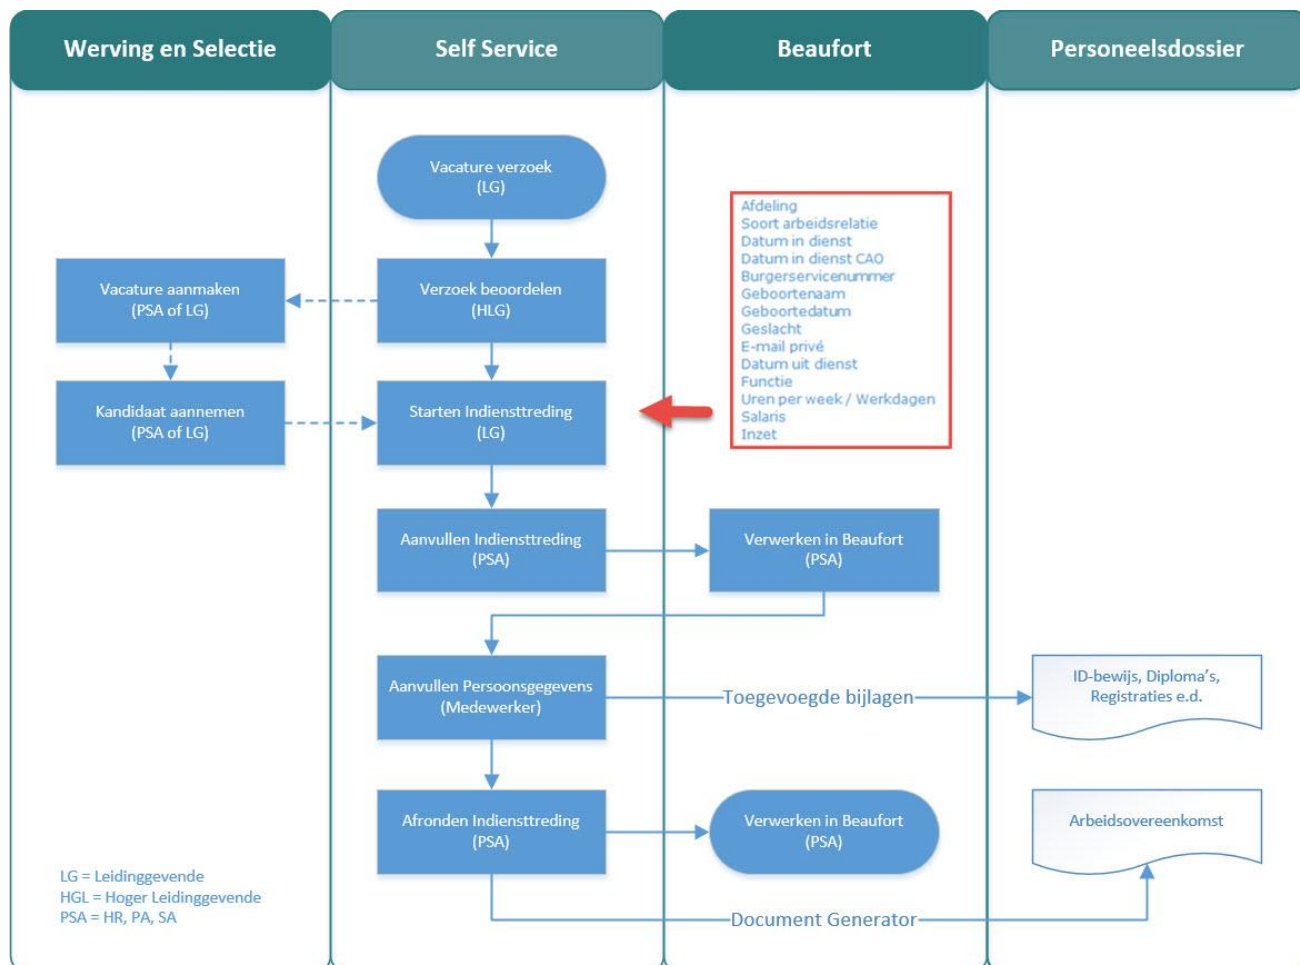 Werving en Selectie
Self Service
Beaufort
Personeelsdossier
Vacature verzoek
(LG)
Afdeling
Soort arbeidsrelatie
Datum in dienst
Datum in dienst CAO
Burgerservicenummer
Geboortenaam
Geboortedatum
Geslacht
E-mail privé
Datum uit dienst
Functie
Uren per week / Werkdagen
Salaris
Inzet
Vacature aanmaken
(PSA of LG)
Verzoek beoordelen
(HLG)
Kandidaat aannemen
(PSA of LG)
Starten Indiensttreding
(LG)
Aanvullen Indiensttreding
(PSA)
Verwerken in Beaufort
(PSA)
Aanvullen Persoonsgegevens
(Medewerker)
Toegevoegde bijlagen
ID-bewijs, Diploma's,
Registraties e.d.
Afronden Indiensttreding
(PSA)
Verwerken in Beaufort
(PSA)
Arbeidsovereenkomst
LG = Leidinggevende
HGL = Hoger Leidinggevende
PSA = HR, PA, SA
Document Generator